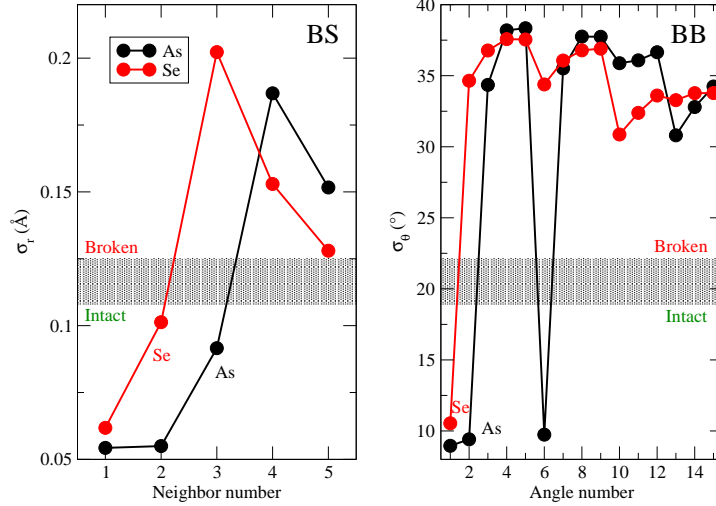 BS
As
Se
0.2
0.15
0.1
0.05
σr (Å)
Broken
Intact
Se
As
1 2 3 4 5
Neighbor number
BB
40
35
30
25
20
15
10
σθ (°)
Broken
Intact
Se
As
2 4 6 8 10 12 14
Angle number